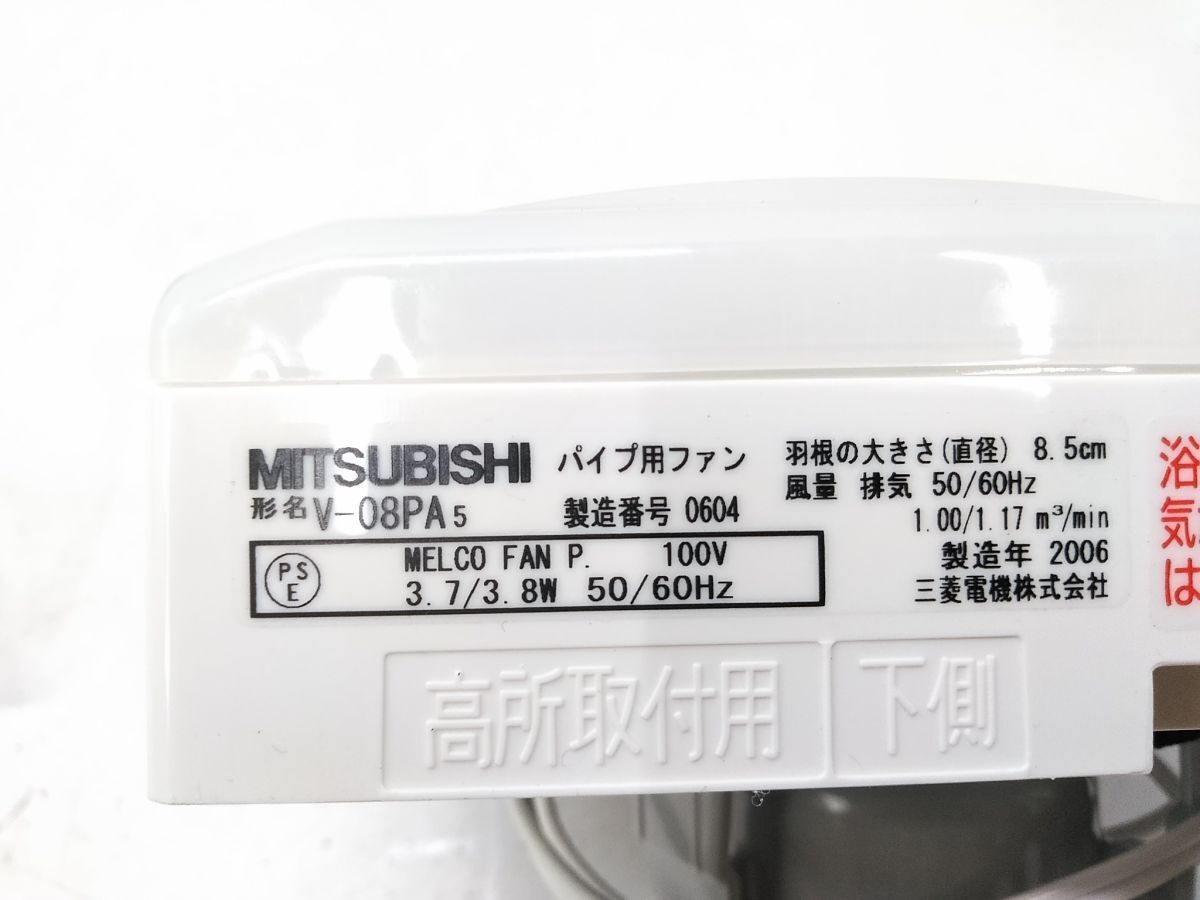 MITSUBISHI パイプ用ファン
形名 V-08PA5 製造番号 0604
PSE
MELCO FAN P. 100V
3.7/3.8W 50/60Hz
羽根の大きさ(直径) 8.5cm
風量 排気 50/60Hz
1.00/1.17 m³/min
製造年 2006
三菱電機株式会社
浴
気
は
高所取付用 下側